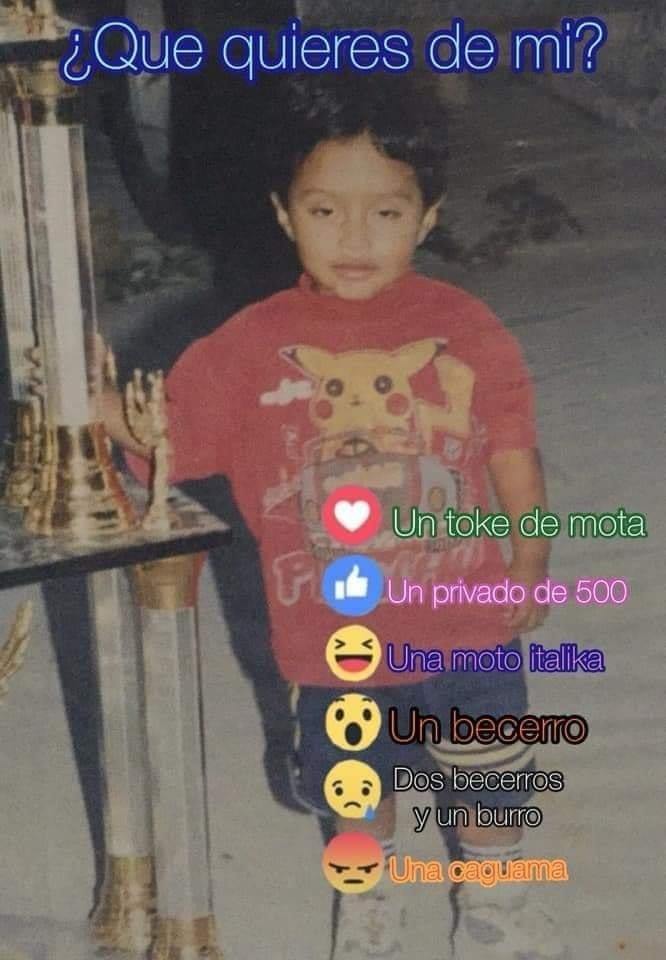 ¿Que quieres de mi?
Un toke de mota
Un privado de 500
Una moto italika
Un becerro
Dos becerros
y un burro
Una caguama